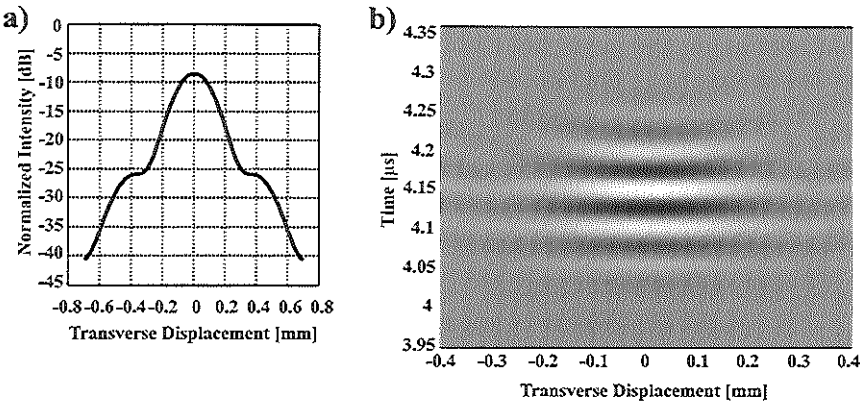 a)
Normalized Intensity [dB]
0
-5
-10
-15
-20
-25
-30
-35
-40
-45
-0.8 -0.6 -0.4 -0.2 0 0.2 0.4 0.6 0.8
Transverse Displacement [mm]
b)
Time [µs]
4.35
4.3
4.25
4.2
4.15
4.1
4.05
4
3.95
-0.4 -0.3 -0.2 -0.1 0 0.1 0.2 0.3 0.4
Transverse Displacement [mm]